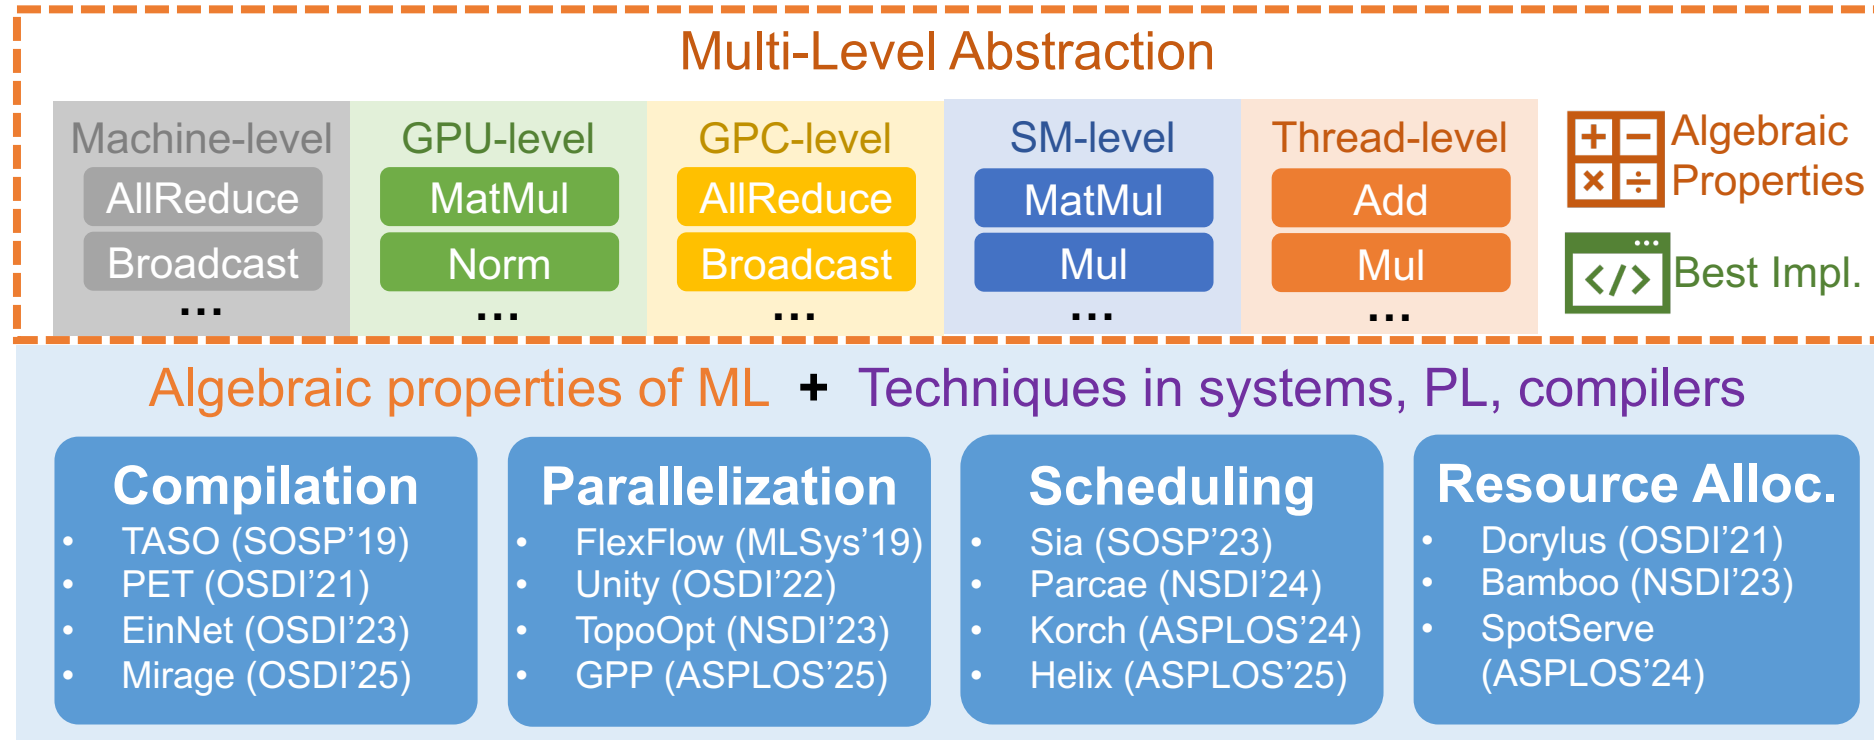 Multi-Level Abstraction
Machine-level
AllReduce
Broadcast
...
GPU-level
MatMul
Norm
...
GPC-level
AllReduce
Broadcast
...
SM-level
MatMul
Mul
...
Thread-level
Add
Mul
...
+ −
× ÷
Algebraic
Properties
</>
Best Impl.
Algebraic properties of ML + Techniques in systems, PL, compilers
Compilation
• TASO (SOSP’19)
• PET (OSDI’21)
• EinNet (OSDI’23)
• Mirage (OSDI’25)
Parallelization
• FlexFlow (MLSys’19)
• Unity (OSDI’22)
• TopoOpt (NSDI’23)
• GPP (ASPLOS’25)
Scheduling
• Sia (SOSP’23)
• Parcae (NSDI’24)
• Korch (ASPLOS’24)
• Helix (ASPLOS’25)
Resource Alloc.
• Dorylus (OSDI’21)
• Bamboo (NSDI’23)
• SpotServe
(ASPLOS’24)